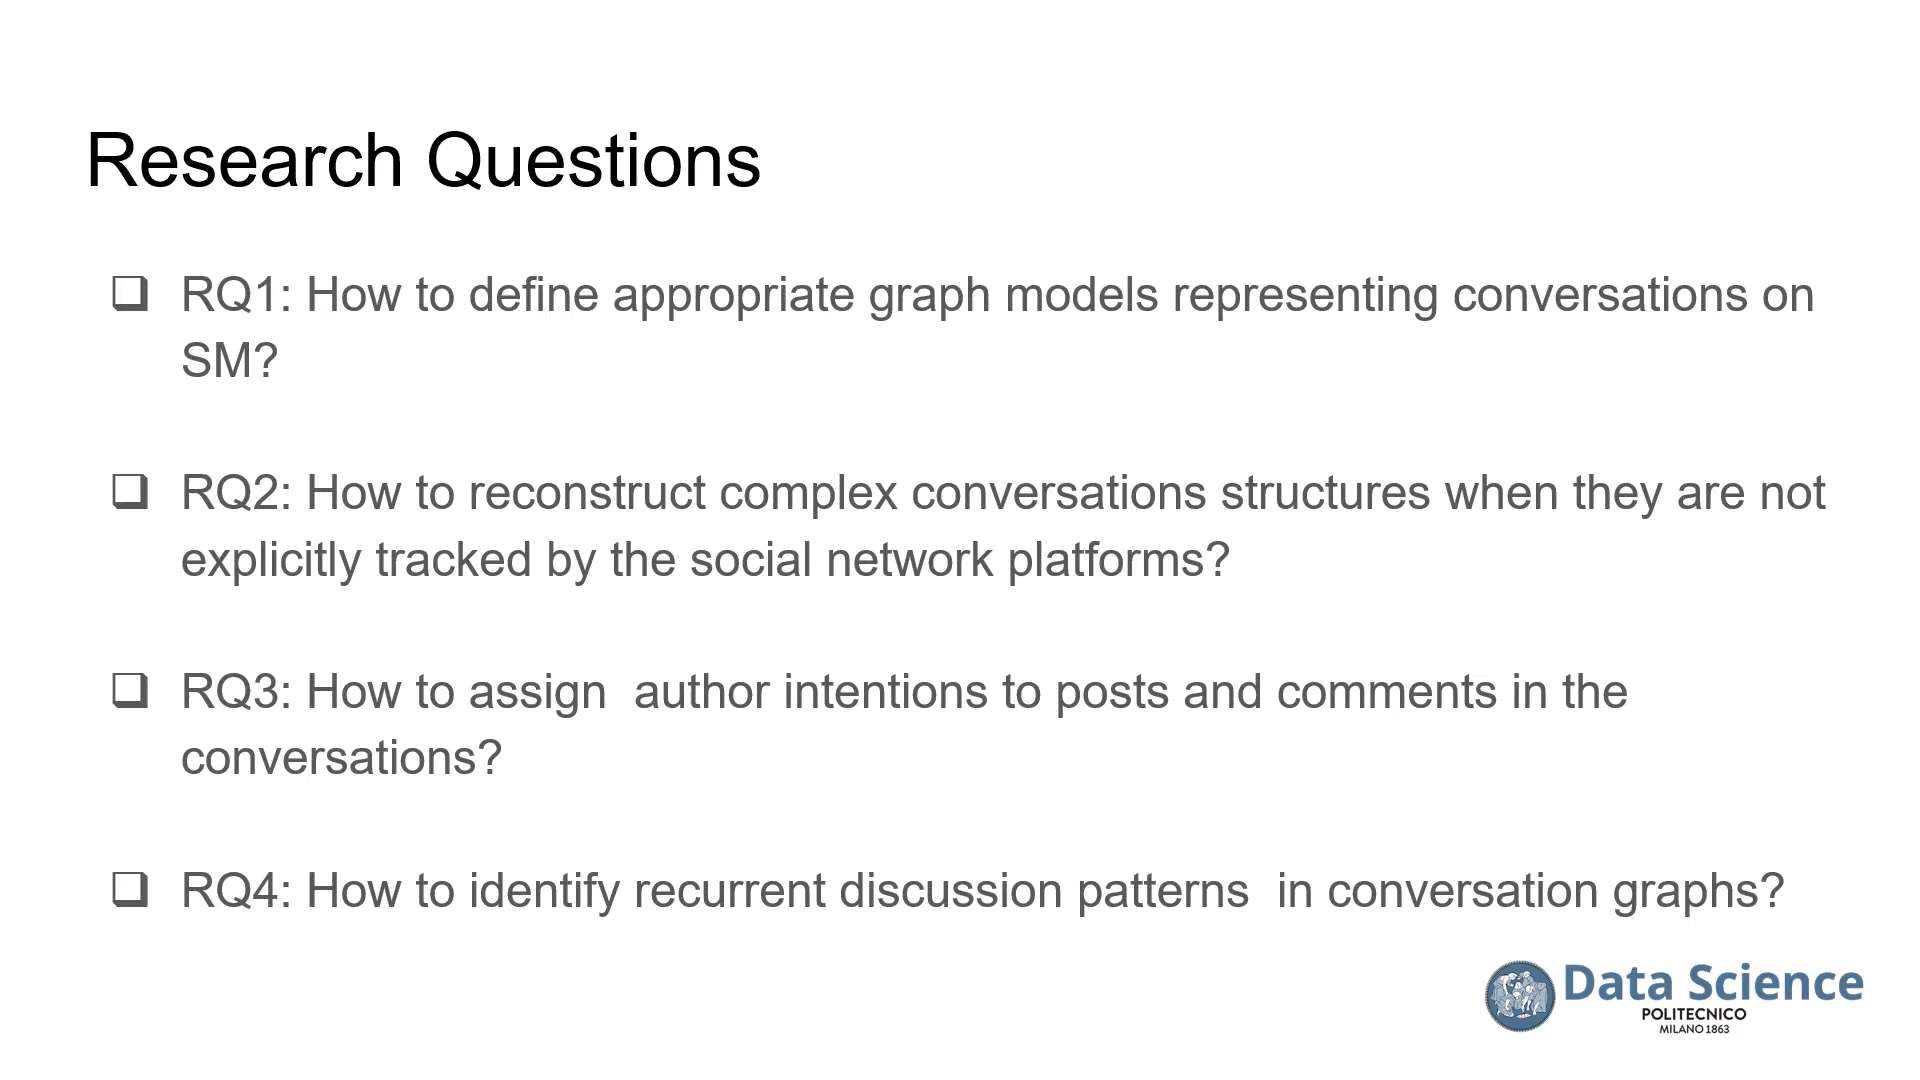 Research Questions
❑ RQ1: How to define appropriate graph models representing conversations on
SM?
❑ RQ2: How to reconstruct complex conversations structures when they are not
explicitly tracked by the social network platforms?
❑ RQ3: How to assign  author intentions to posts and comments in the
conversations?
❑ RQ4: How to identify recurrent discussion patterns  in conversation graphs?
Data Science
POLITECNICO
MILANO 1863